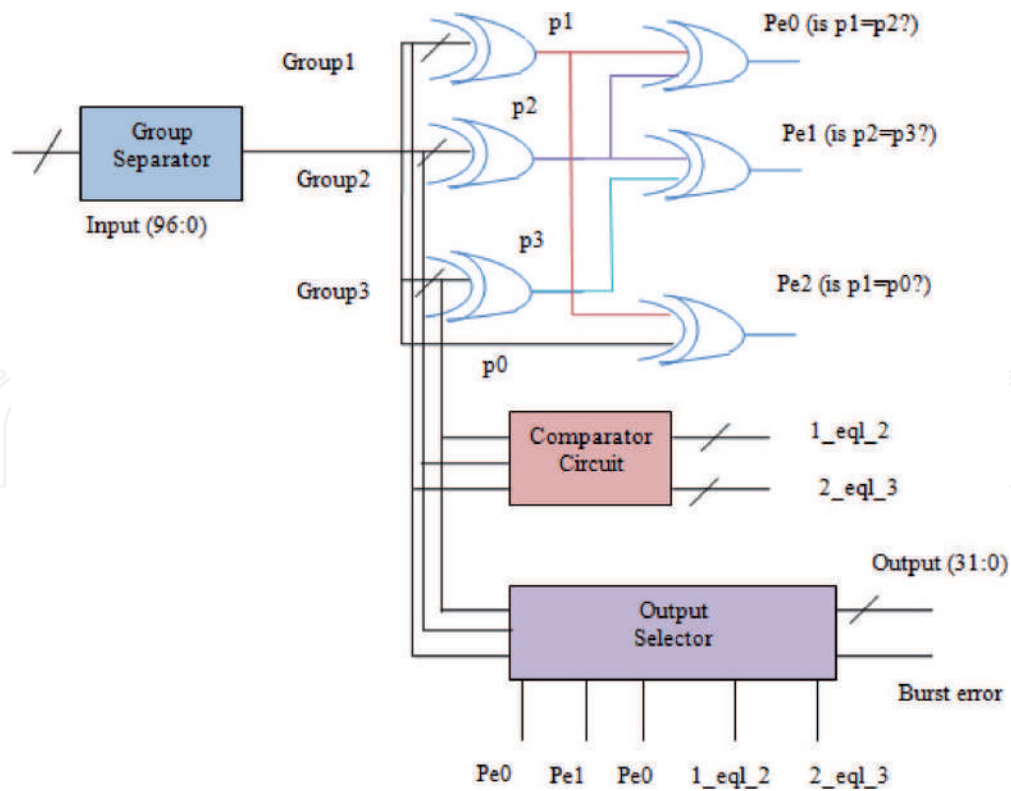 p1
Pe0 (is p1=p2?)
Group1
p2
Group
Separator
Pe1 (is p2=p3?)
Group2
Input (96:0)
p3
Group3
Pe2 (is p1=p0?)
p0
Comparator
Circuit
1_eql_2
2_eql_3
Output (31:0)
Output
Selector
Burst error
Pe0 Pe1 Pe0 1_eql_2 2_eql_3